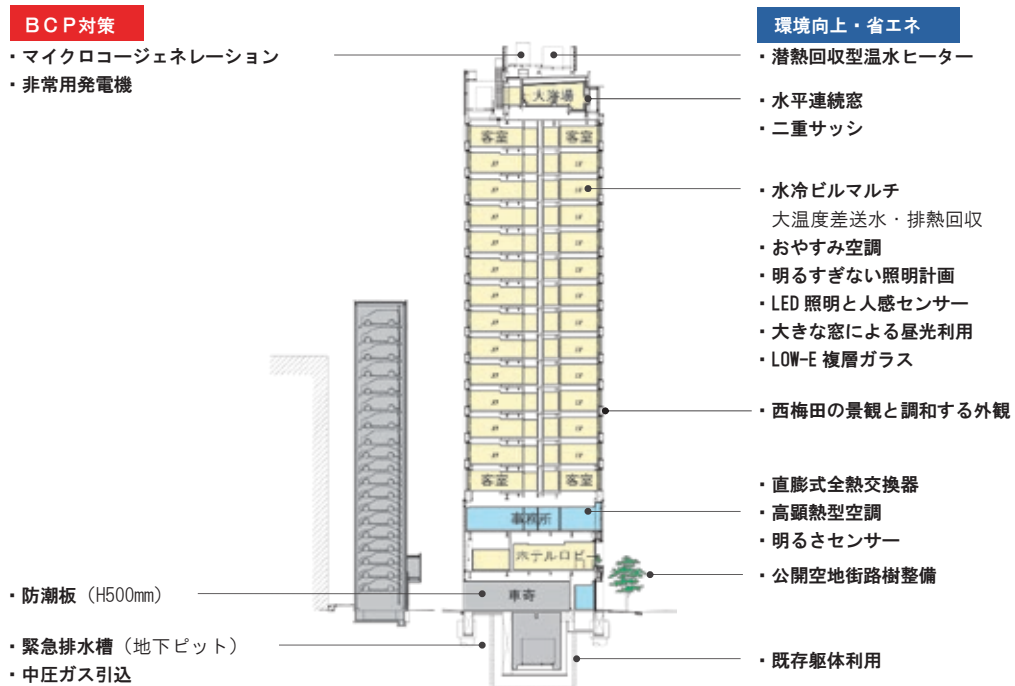 BCP対策
・マイクロコージェネレーション
・非常用発電機
・防潮板（H500mm）
・緊急排水槽（地下ピット）
・中圧ガス引込
大浴場
客室 客室
客室 客室
事務所
ホテルロビー
車寄
環境向上・省エネ
・潜熱回収型温水ヒーター
・水平連続窓
・二重サッシ
・水冷ビルマルチ
大温度差送水・排熱回収
・おやすみ空調
・明るすぎない照明計画
・LED 照明と人感センサー
・大きな窓による昼光利用
・LOW-E 複層ガラス
・西梅田の景観と調和する外観
・直膨式全熱交換器
・高顕熱型空調
・明るさセンサー
・公開空地街路樹整備
・既存躯体利用